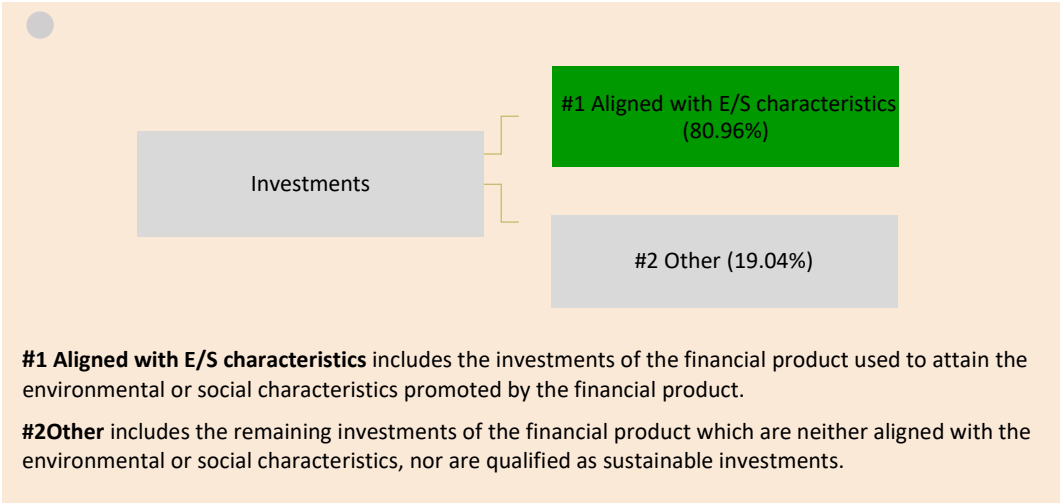 #1 Aligned with E/S characteristics
(80.96%)
Investments
#2 Other (19.04%)
#1 Aligned with E/S characteristics includes the investments of the financial product used to attain the
environmental or social characteristics promoted by the financial product.
#2Other includes the remaining investments of the financial product which are neither aligned with the
environmental or social characteristics, nor are qualified as sustainable investments.